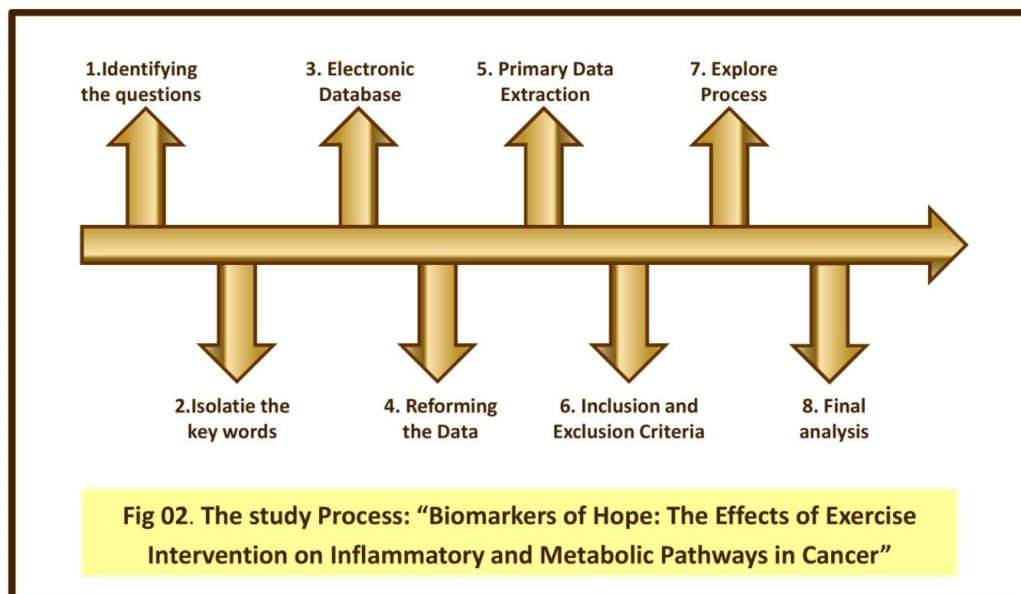 1.Identifying
the questions
2.Isolatie the
key words
3. Electronic
Database
4. Reforming
the Data
5. Primary Data
Extraction
6. Inclusion and
Exclusion Criteria
7. Explore
Process
8. Final
analysis
Fig 02. The study Process: “Biomarkers of Hope: The Effects of Exercise
Intervention on Inflammatory and Metabolic Pathways in Cancer”